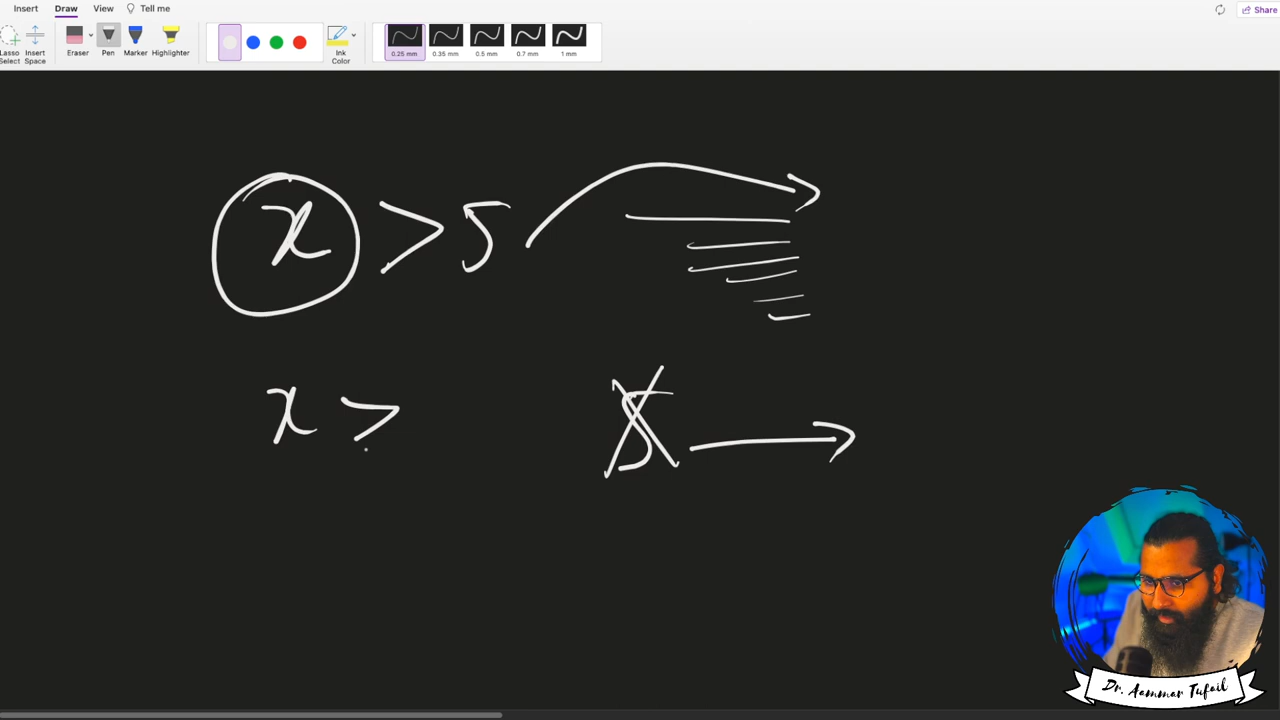 Insert Draw View Tell me Share
Lasso Select Insert Space Eraser Pen Marker Highlighter Ink Color 0.25 mm 0.35 mm 0.5 mm 0.7 mm 1 mm
x > 5
x > 5
Dr. Aammar Tufail